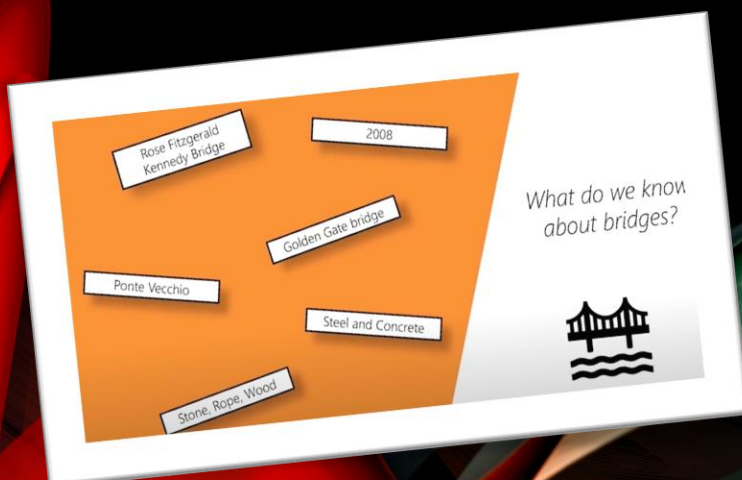 Rose Fitzgerald
Kennedy Bridge
2008
Golden Gate bridge
Ponte Vecchio
Steel and Concrete
Stone, Rope, Wood
What do we know
about bridges?